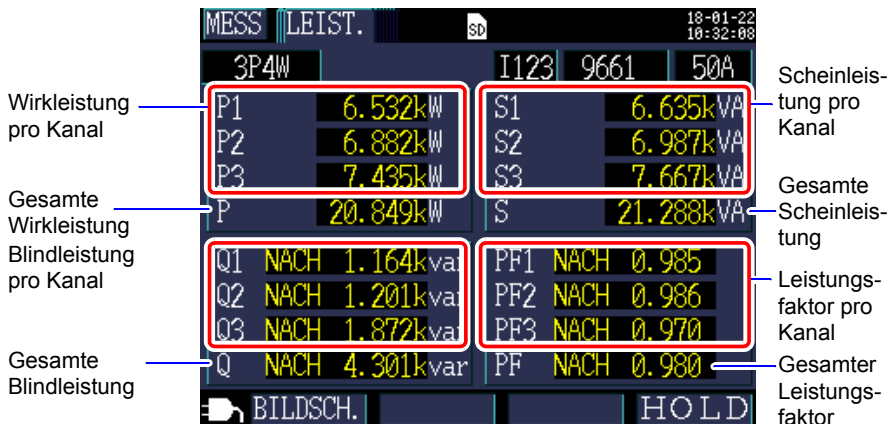 MESS LEIST. SD 18-01-22
10:32:08
3P4W I123 9661 50A
Wirkleistung
pro Kanal
P1 6.532kW S1 6.635kVA
P2 6.882kW S2 6.987kVA
P3 7.435kW S3 7.667kVA
Scheinleis-
tung pro
Kanal
Gesamte
Wirkleistung
P 20.849kW S 21.288kVA
Gesamte
Scheinleis-
tung
Blindleistung
pro Kanal
Q1 NACH 1.164kvar PF1 NACH 0.985
Q2 NACH 1.201kvar PF2 NACH 0.986
Q3 NACH 1.872kvar PF3 NACH 0.970
Leistungs-
faktor pro
Kanal
Gesamte
Blindleistung
Q NACH 4.301kvar PF NACH 0.980
Gesamter
Leistungs-
faktor
BILDSCH. HOLD